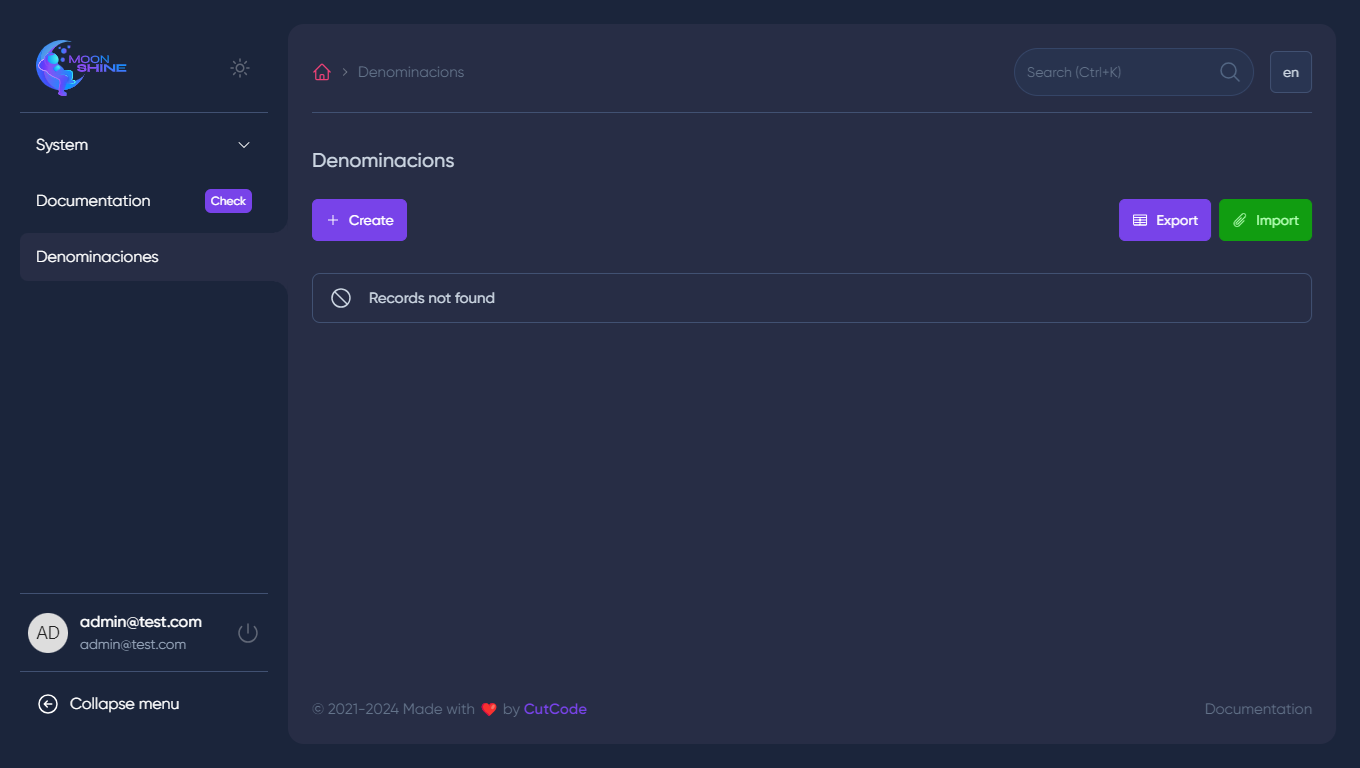 MOON
SHINE
Denominacions
Search (Ctrl+K)
en
System
Documentation
Check
Denominaciones
Denominacions
Create
Export
Import
Records not found
AD
admin@test.com
admin@test.com
Collapse menu
© 2021-2024 Made with ❤️ by CutCode
Documentation